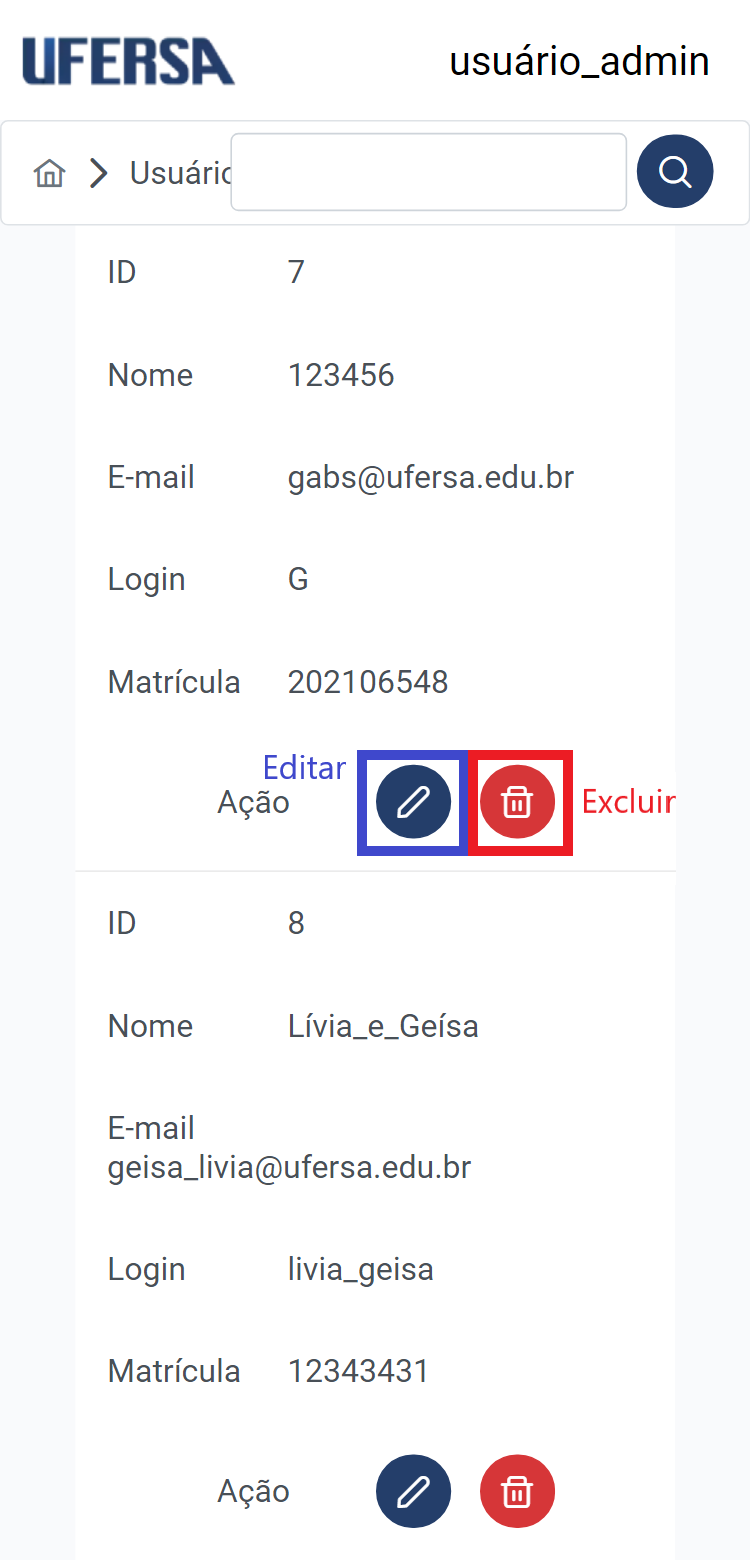 UFERSA usuário_admin
Usuário
ID 7
Nome 123456
E-mail gabs@ufersa.edu.br
Login G
Matrícula 202106548
Editar
Ação Excluir
ID 8
Nome Lívia_e_Geísa
E-mail
geisa_livia@ufersa.edu.br
Login livia_geisa
Matrícula 12343431
Ação